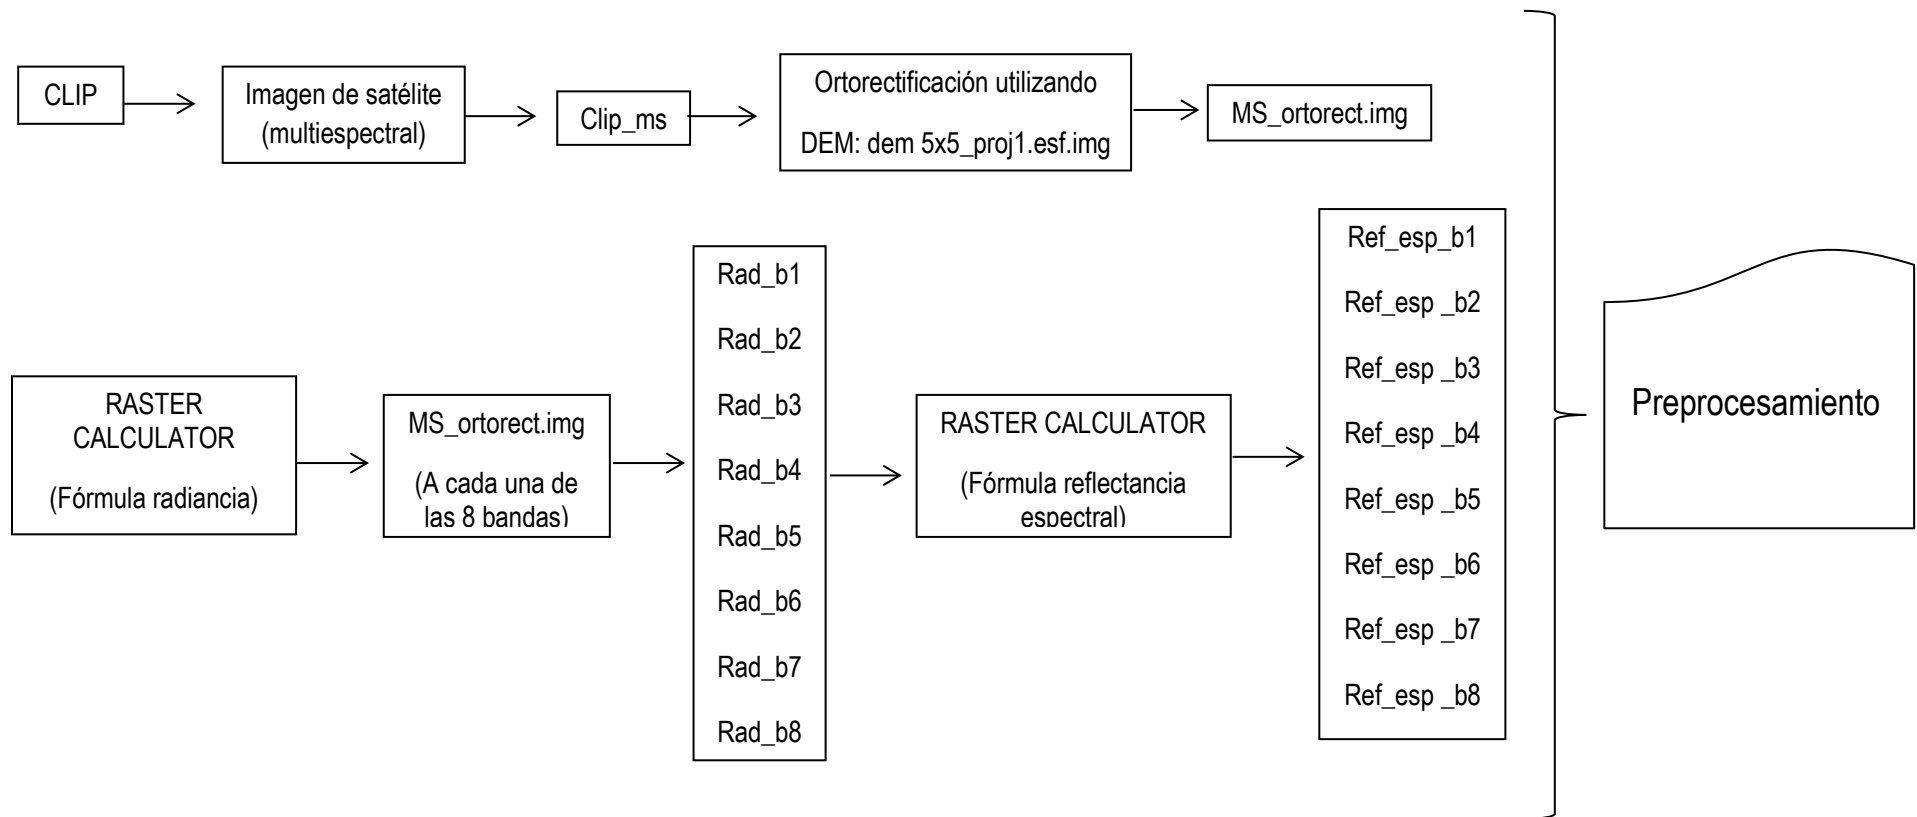 CLIP
Imagen de satélite
(multiespectral)
Clip_ms
Ortorectificación utilizando
DEM: dem 5x5_proj1.esf.img
MS_ortorect.img
RASTER
CALCULATOR
(Fórmula radiancia)
MS_ortorect.img
(A cada una de
las 8 bandas)
Rad_b1
Rad_b2
Rad_b3
Rad_b4
Rad_b5
Rad_b6
Rad_b7
Rad_b8
RASTER CALCULATOR
(Fórmula reflectancia
espectral)
Ref_esp_b1
Ref_esp _b2
Ref_esp _b3
Ref_esp _b4
Ref_esp _b5
Ref_esp _b6
Ref_esp _b7
Ref_esp _b8
Preprocesamiento